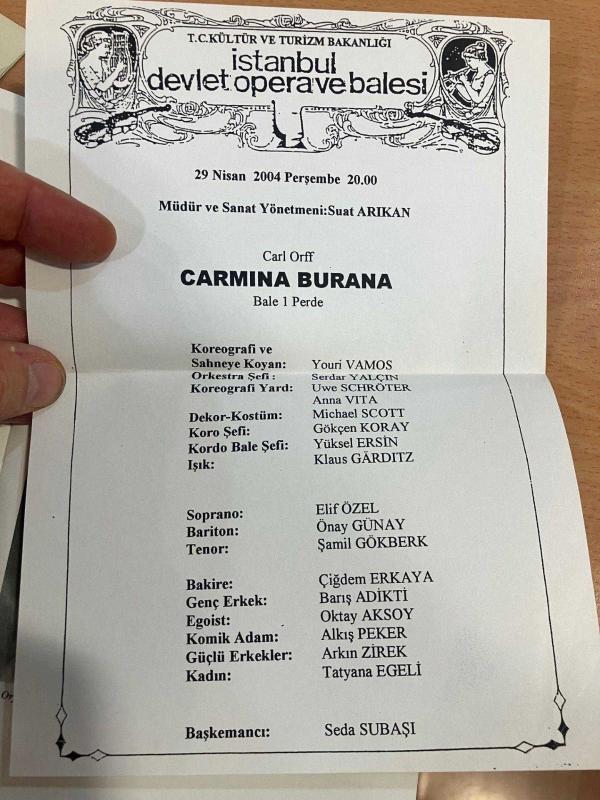 T.C.KÜLTÜR VE TURİZM BAKANLIĞI
istanbul
devlet opera ve balesi
29 Nisan 2004 Perşembe 20.00
Müdür ve Sanat Yönetmeni:Suat ARIKAN
Carl Orff
CARMINA BURANA
Bale 1 Perde
Koreografi ve
Sahneye Koyan: Youri VAMOS
Orkestra Şefi : Serdar YALÇIN
Koreografi Yard: Uwe SCHRÖTER
Anna VITA
Dekor-Kostüm: Michael SCOTT
Koro Şefi: Gökçen KORAY
Kordo Bale Şefi: Yüksel ERSİN
Işık: Klaus GÄRDITZ
Soprano: Elif ÖZEL
Bariton: Önay GÜNAY
Tenor: Şamil GÖKBERK
Bakire: Çiğdem ERKAYA
Genç Erkek: Barış ADİKTİ
Egoist: Oktay AKSOY
Komik Adam: Alkış PEKER
Güçlü Erkekler: Arkın ZİREK
Kadın: Tatyana EGELİ
Başkemancı: Seda SUBAŞI